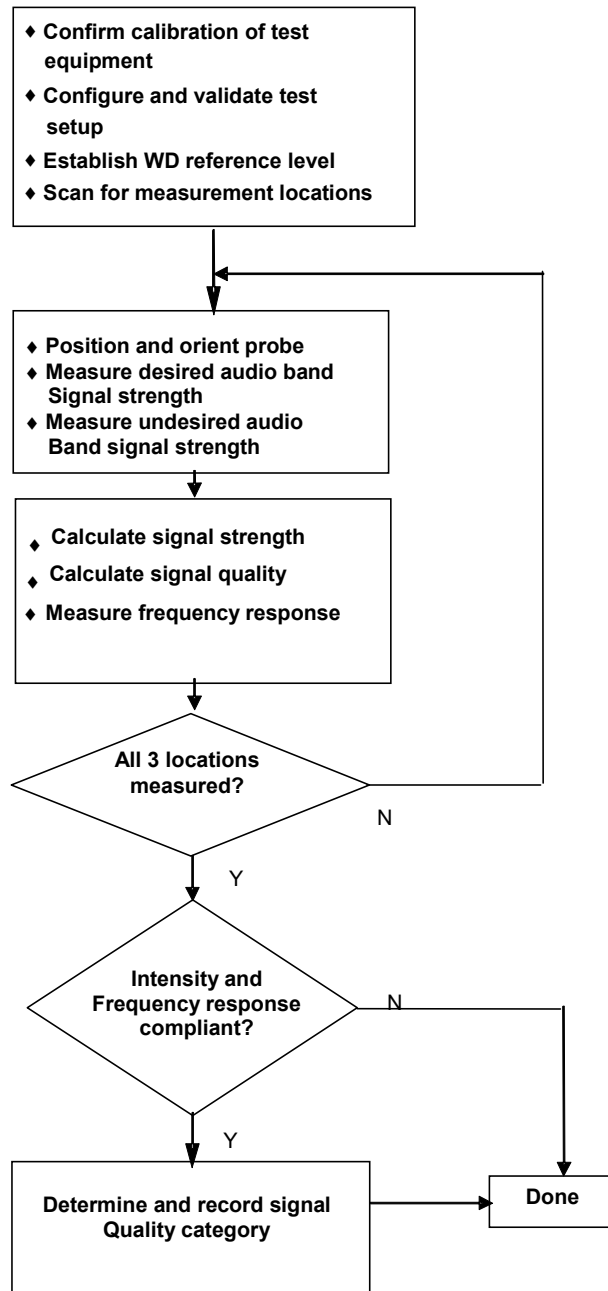 ♦ Confirm calibration of test
equipment
♦ Configure and validate test
setup
♦ Establish WD reference level
♦ Scan for measurement locations
♦ Position and orient probe
♦ Measure desired audio band
Signal strength
♦ Measure undesired audio
Band signal strength
♦ Calculate signal strength
♦ Calculate signal quality
♦ Measure frequency response
All 3 locations
measured?
N
Y
Intensity and
Frequency response
compliant?
N
Y
Determine and record signal
Quality category
Done